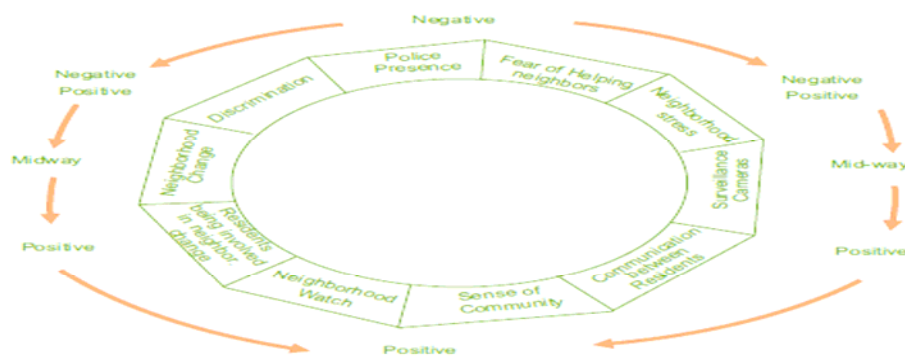 Negative
Negative
Positive
Midway
Positive
Negative
Positive
Mid-way
Positive
Positive
Police
Presence
Fear of Helping
neighbors
Neighborhood
stress
Surveillance
Cameras
Communication
between
Residents
Sense of
Community
Neighborhood
Watch
Residents
being involved
in neighbor.
change
Neighborhood
Change
Discrimination